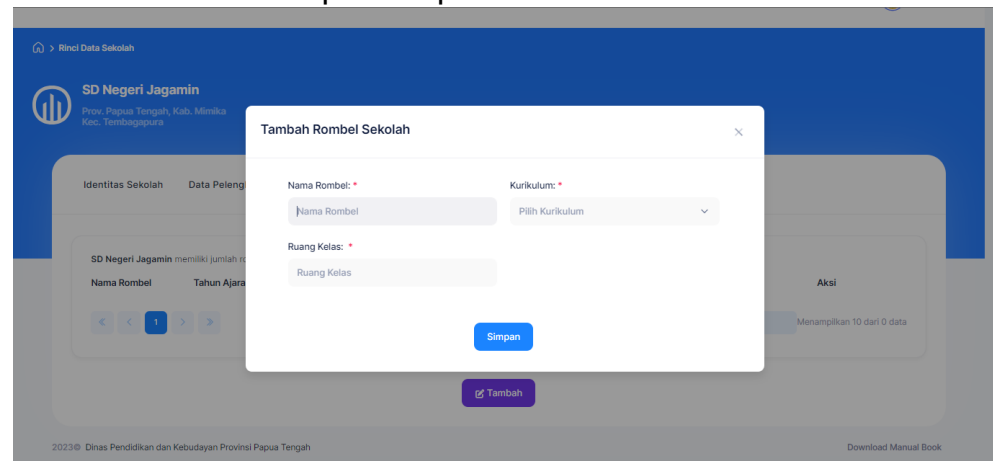 > Rinci Data Sekolah
SD Negeri Jagamin
Prov. Papua Tengah, Kab. Mimika
Kec. Tembagapura
Tambah Rombel Sekolah
Identitas Sekolah Data Peleng
Nama Rombel: * Kurikulum: *
Nama Rombel Pilih Kurikulum
Ruang Kelas: *
Ruang Kelas
SD Negeri Jagamin memiliki jumlah
Nama Rombel Tahun Ajara Aksi
« < 1 > » Menampilkan 10 dari 0 data
Simpan
Tambah
2023© Dinas Pendidikan dan Kebudayan Provinsi Papua Tengah Download Manual Book